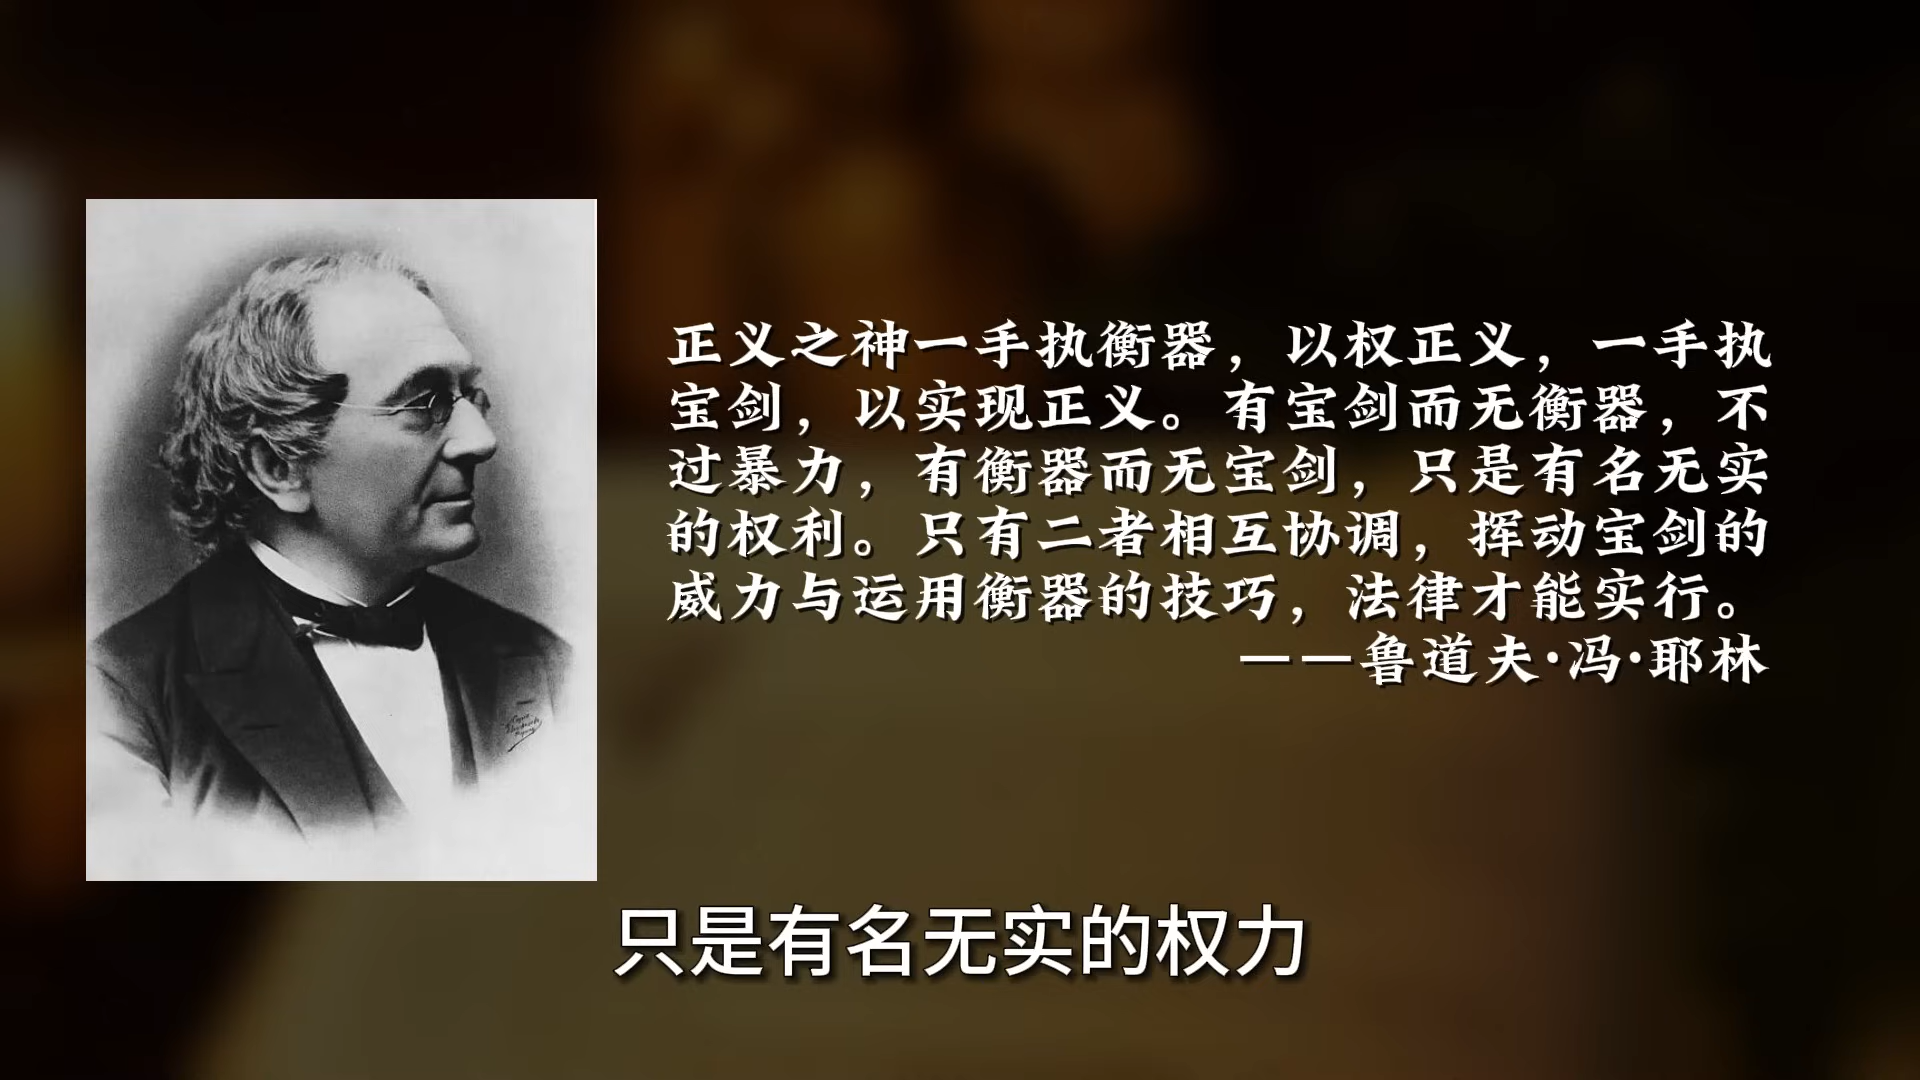 正义之神一手执衡器，以权正义，一手执
宝剑，以实现正义。有宝剑而无衡器，不
过暴力，有衡器而无宝剑，只是有名无实
的权利。只有二者相互协调，挥动宝剑的
威力与运用衡器的技巧，法律才能实行。
——鲁道夫·冯·耶林
只是有名无实的权力